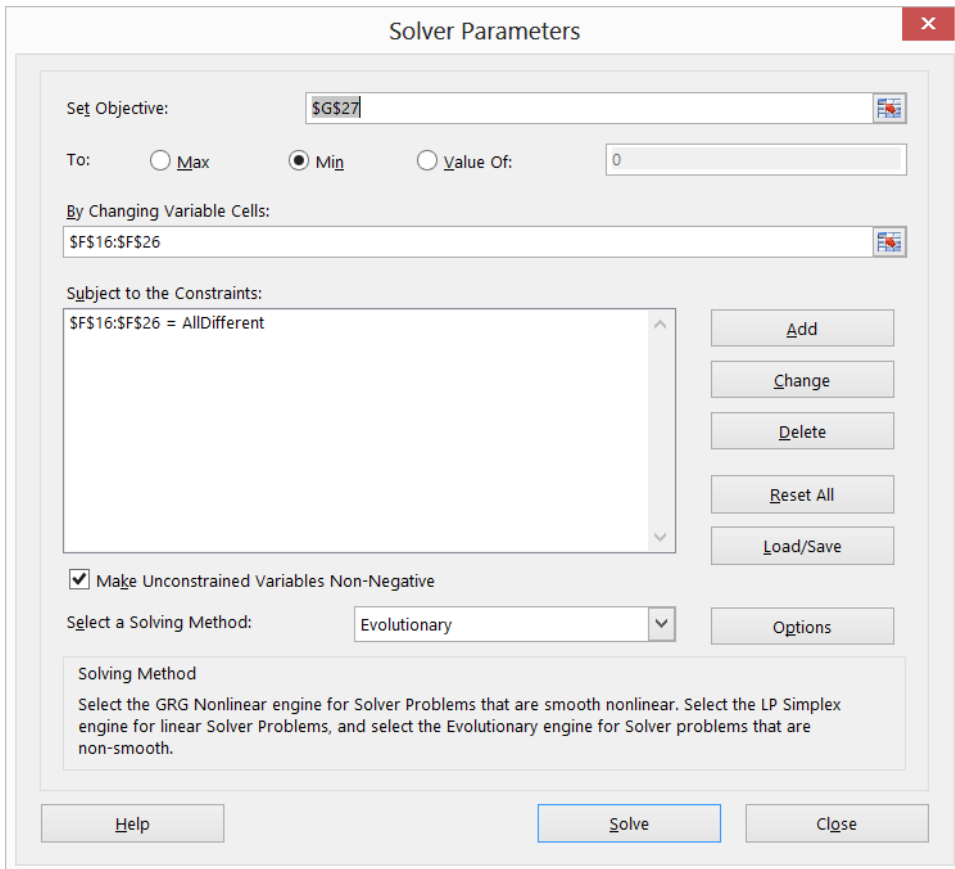 Solver Parameters
Set Objective:
$G$27
To:
Max
Min
Value Of:
0
By Changing Variable Cells:
$F$16:$F$26
Subject to the Constraints:
$F$16:$F$26 = AllDifferent
Add
Change
Delete
Reset All
Load/Save
Make Unconstrained Variables Non-Negative
Select a Solving Method:
Evolutionary
Options
Solving Method
Select the GRG Nonlinear engine for Solver Problems that are smooth nonlinear. Select the LP Simplex
engine for linear Solver Problems, and select the Evolutionary engine for Solver problems that are
non-smooth.
Help
Solve
Close